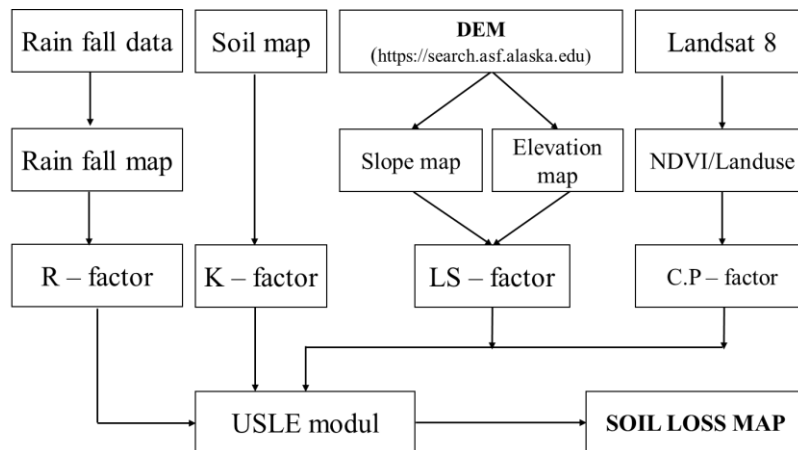 Rain fall data
Soil map
DEM
(https://search.asf.alaska.edu)
Landsat 8
Rain fall map
Slope map
Elevation
map
NDVI/Landuse
R – factor
K – factor
LS – factor
C.P – factor
USLE modul
SOIL LOSS MAP